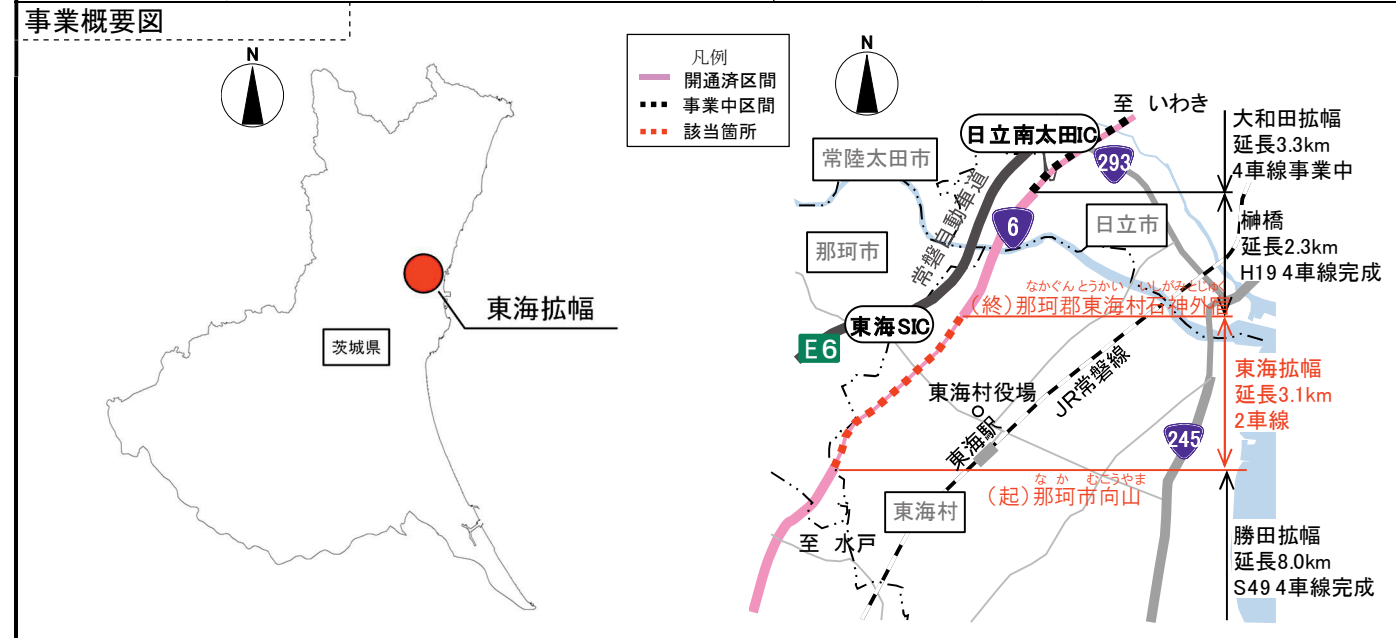 事業概要図
N
東海拡幅
茨城県
凡例
開通済区間
事業中区間
該当箇所
N
至 いわき
日立南太田IC
293
常陸太田市
常磐自動車道
6
日立市
那珂市
大和田拡幅
延長3.3km
4車線事業中
榊橋
延長2.3km
H19 4車線完成
なかぐん とうかい いしがみとじゅく
(終)那珂郡東海村石神外宿
東海SIC
E6
東海村役場
東海駅
JR常磐線
東海拡幅
延長3.1km
2車線
245
なか むこうやま
(起)那珂市向山
東海村
至 水戸
勝田拡幅
延長8.0km
S49 4車線完成